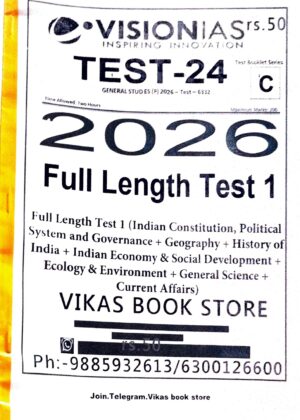 VISIONIAS rs.50
INSPIRING INNOVATION
TEST-24
Test Booklet Series
C
GENERAL STUDIES (P) 2026 – Test – 6332
Time Allowed: Two Hours
Maximum Marks: 200
2026
Full Length Test 1
Full Length Test 1 (Indian Constitution, Political
System and Governance + Geography + History of
India + Indian Economy & Social Development +
Ecology & Environment + General Science +
Current Affairs)
VIKAS BOOK STORE
rs.50
Ph:-9885932613/6300126600
Join.Telegram.Vikas book store